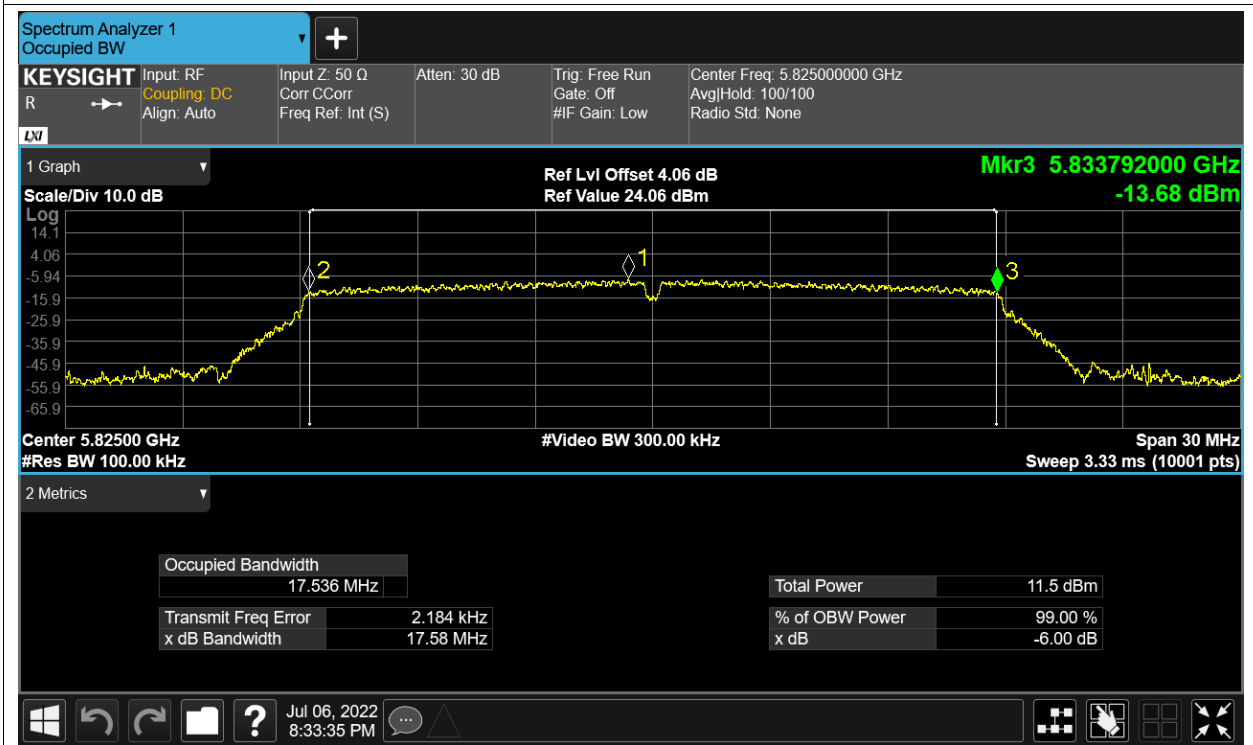 Spectrum Analyzer 1
Occupied BW
KEYSIGHT
R
LXI
Input: RF
Coupling: DC
Align: Auto
Input Z: 50 Ω
Corr CCorr
Freq Ref: Int (S)
Atten: 30 dB
Trig: Free Run
Gate: Off
#IF Gain: Low
Center Freq: 5.825000000 GHz
Avg|Hold: 100/100
Radio Std: None
1 Graph
Scale/Div 10.0 dB
Ref Lvl Offset 4.06 dB
Ref Value 24.06 dBm
Mkr3 5.833792000 GHz
-13.68 dBm
Log
14.1
4.06
-5.94
-15.9
-25.9
-35.9
-45.9
-55.9
-65.9
2
1
3
Center 5.82500 GHz
#Res BW 100.00 kHz
#Video BW 300.00 kHz
Span 30 MHz
Sweep 3.33 ms (10001 pts)
2 Metrics
Occupied Bandwidth
17.536 MHz
Transmit Freq Error 2.184 kHz
x dB Bandwidth 17.58 MHz
Total Power 11.5 dBm
% of OBW Power 99.00 %
x dB -6.00 dB
?
Jul 06, 2022
8:33:35 PM